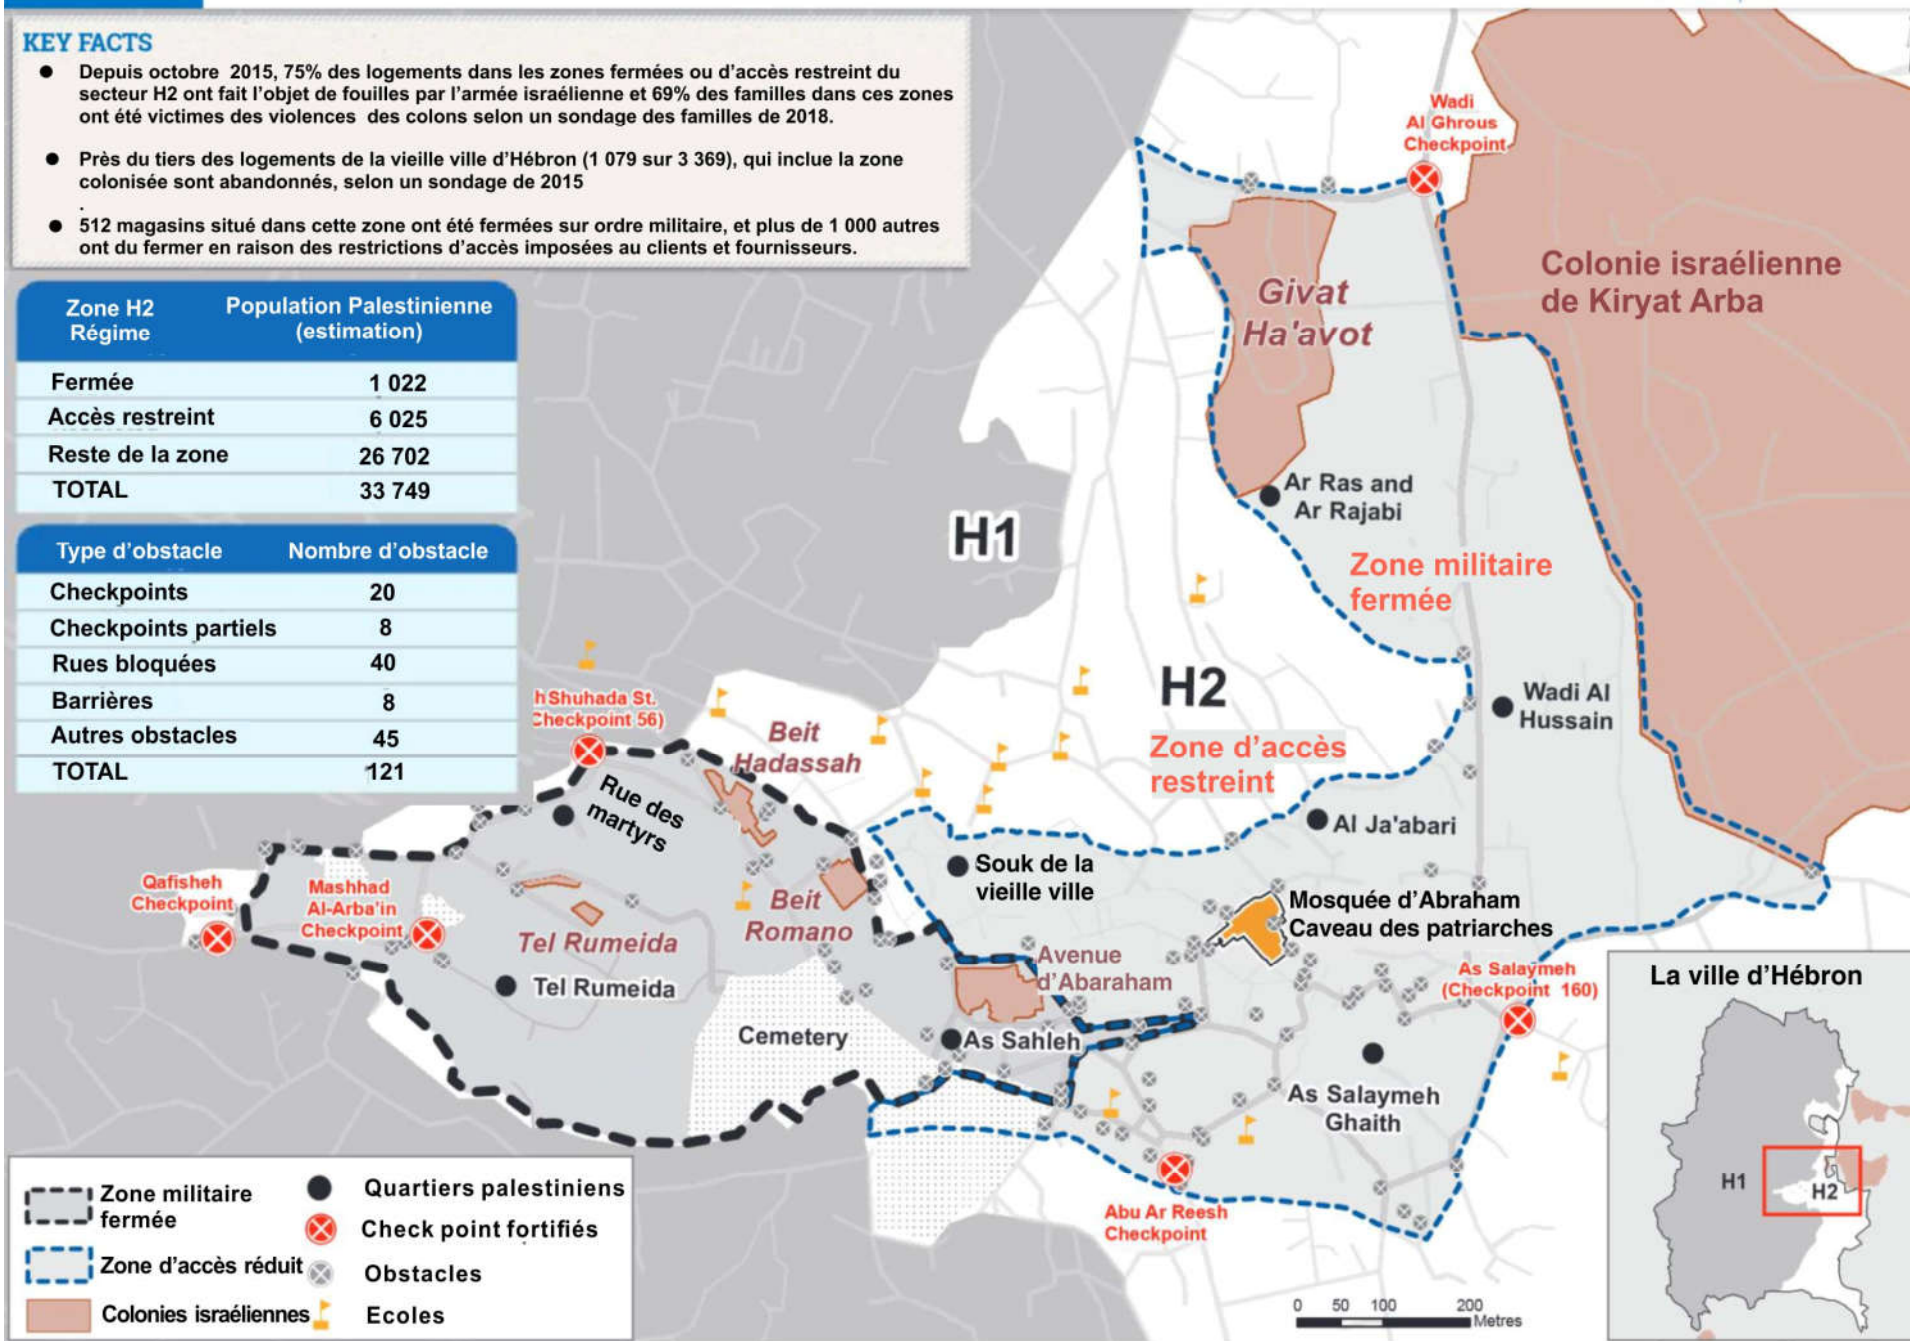 KEY FACTS
● Depuis octobre 2015, 75% des logements dans les zones fermées ou d'accès restreint du
secteur H2 ont fait l'objet de fouilles par l'armée israélienne et 69% des familles dans ces zones
ont été victimes des violences des colons selon un sondage des familles de 2018.
● Près du tiers des logements de la vieille ville d'Hébron (1 079 sur 3 369), qui inclue la zone
colonisée sont abandonnés, selon un sondage de 2015
.
● 512 magasins situé dans cette zone ont été fermées sur ordre militaire, et plus de 1 000 autres
ont du fermer en raison des restrictions d'accès imposées au clients et fournisseurs.
Zone H2 Population Palestinienne
Régime (estimation)
Fermée 1 022
Accès restreint 6 025
Reste de la zone 26 702
TOTAL 33 749
Type d'obstacle Nombre d'obstacle
Checkpoints 20
Checkpoints partiels 8
Rues bloquées 40
Barrières 8
Autres obstacles 45
TOTAL 121
Wadi
Al Ghrous
Checkpoint
Colonie israélienne
de Kiryat Arba
Givat
Ha'avot
Ar Ras and
Ar Rajabi
H1
Zone militaire
fermée
H2
Wadi Al
Hussain
Zone d'accès
restreint
h Shuhada St.
Checkpoint 56)
Beit
Hadassah
Rue des
martyrs
Al Ja'abari
Souk de la
vieille ville
Qafisheh
Checkpoint
Mashhad
Al-Arba'in
Checkpoint
Beit
Romano
Mosquée d'Abraham
Caveau des patriarches
Tel Rumeida
Tel Rumeida
Avenue
d'Abaraham
As Salaymeh
(Checkpoint 160)
Cemetery
As Sahleh
As Salaymeh
Ghaith
Abu Ar Reesh
Checkpoint
La ville d'Hébron
H1
H2
Zone militaire
fermée
Zone d'accès réduit
Colonies israéliennes
Quartiers palestiniens
Check point fortifiés
Obstacles
Ecoles
0 50 100 200
Metres